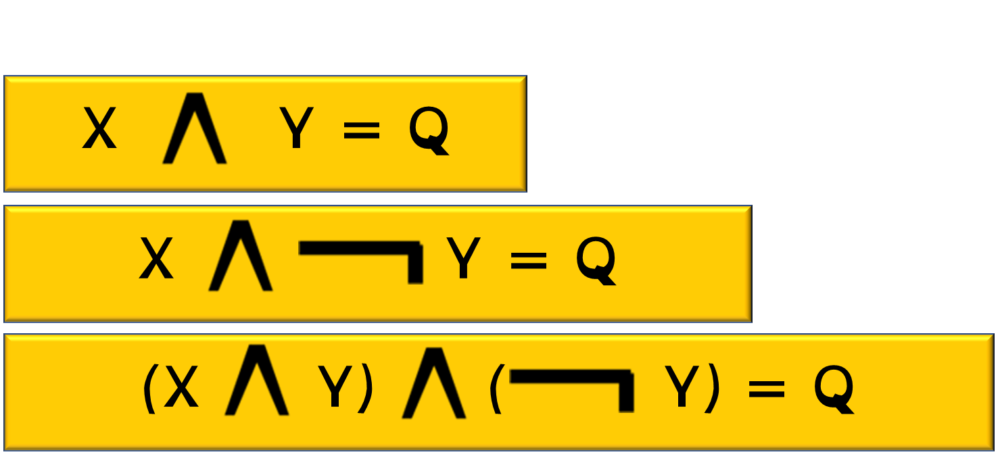 X ∧ Y = Q
X ∧ ¬ Y = Q
(X ∧ Y) ∧ (¬ Y) = Q